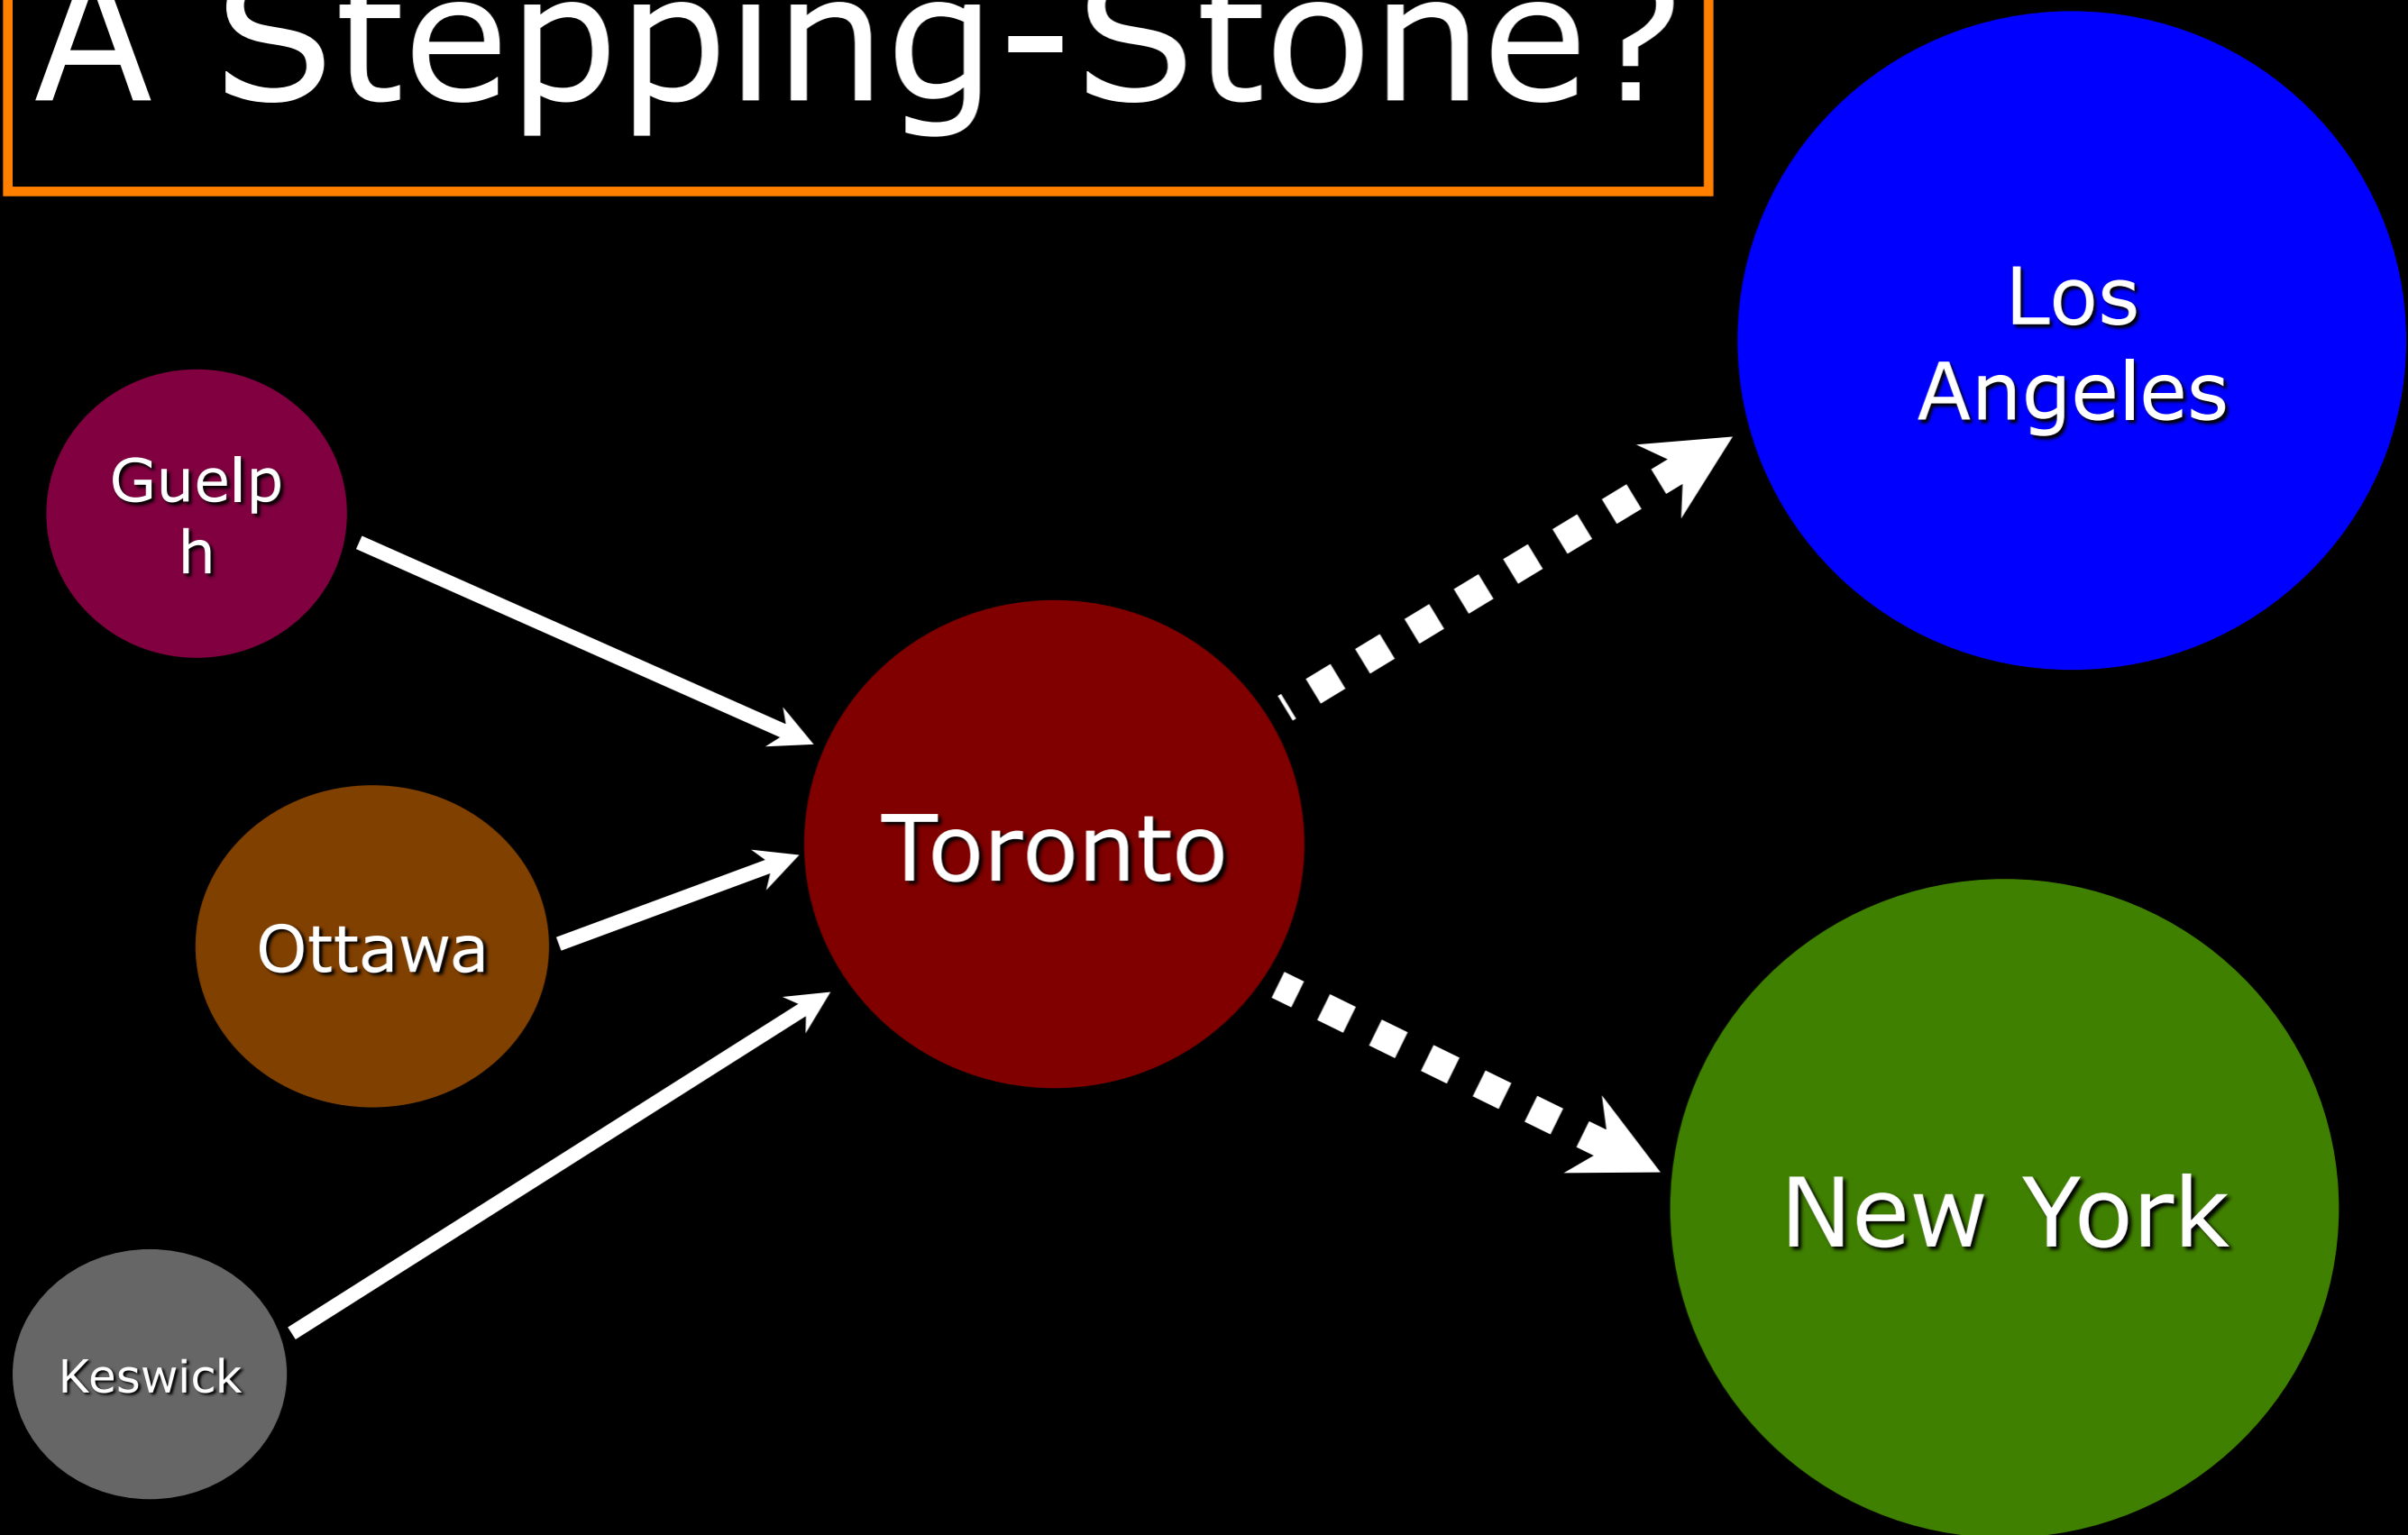 A Stepping-Stone?
Los
Angeles
Guelp
h
Toronto
Ottawa
New York
Keswick